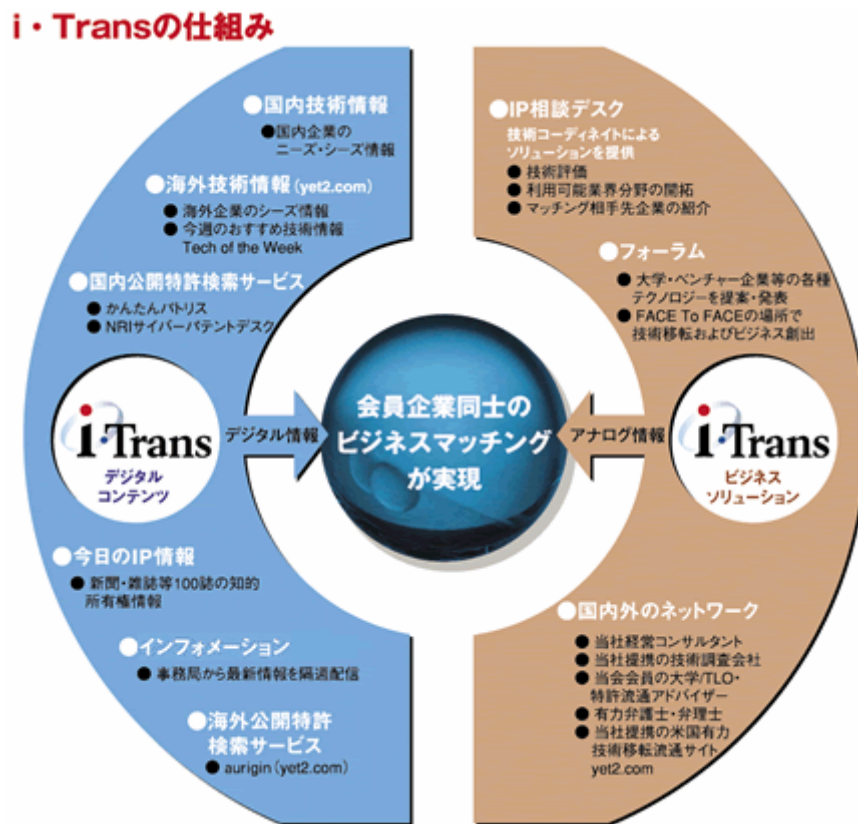 i・Transの仕組み
●国内技術情報
●国内企業の
ニーズ・シーズ情報
●海外技術情報(yet2.com)
● 海外企業のシーズ情報
● 今週のおすすめ技術情報
Tech of the Week
●国内公開特許検索サービス
● かんたんパトリス
● NRIサイバーパテントデスク
i・Trans
デジタル
コンテンツ
デジタル情報
●今日のIP情報
● 新聞・雑誌等100誌の知的
所有権情報
●インフォメーション
● 事務局から最新情報を隔週配信
●海外公開特許
検索サービス
● aurigin(yet2.com)
会員企業同士の
ビジネスマッチング
が実現
●IP相談デスク
技術コーディネイトによる
ソリューションを提供
● 技術評価
● 利用可能業界分野の開拓
● マッチング相手先企業の紹介
●フォーラム
● 大学・ベンチャー企業等の各種
テクノロジーを提案・発表
● FACE To FACEの場所で
技術移転およびビジネス創出
アナログ情報
i・Trans
ビジネス
ソリューション
●国内外のネットワーク
● 当社経営コンサルタント
● 当社提携の技術調査会社
● 当会会員の大学/TLO・
特許流通アドバイザー
● 有力弁護士・弁理士
● 当社提携の米国有力
技術移転流通サイト
yet2.com